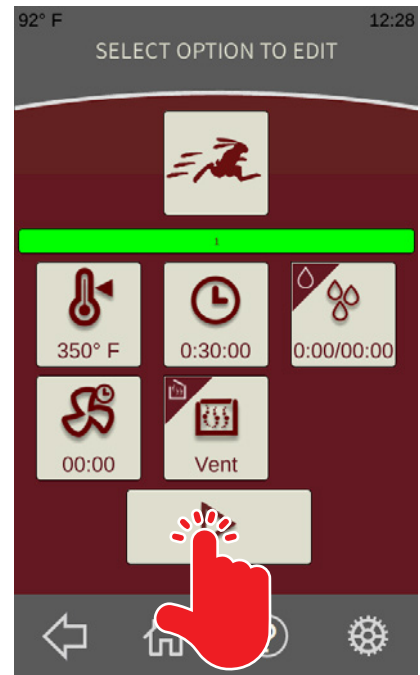 92° F 12:28
SELECT OPTION TO EDIT
1
350° F 0:30:00 0:00/00:00
00:00 Vent
?